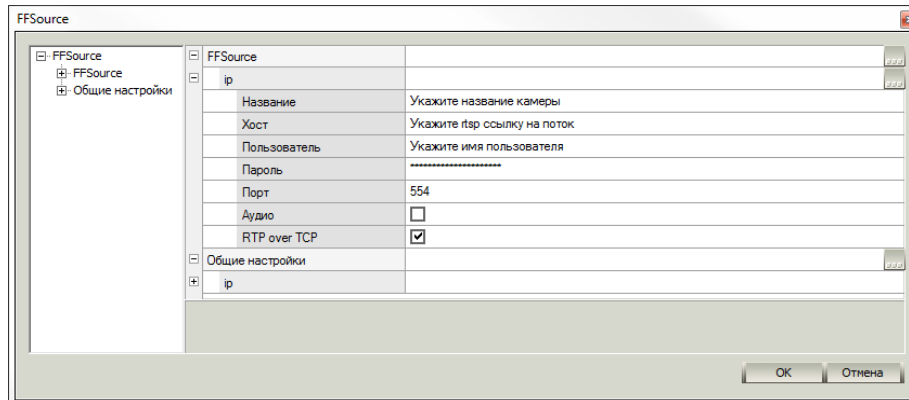 FFSource
FFSource
FFSource
Общие настройки
FFSource
ip
Название Укажите название камеры
Хост Укажите rtsp ссылку на поток
Пользователь Укажите имя пользователя
Пароль *********************
Порт 554
Аудио
RTP over TCP
Общие настройки
ip
OK Отмена